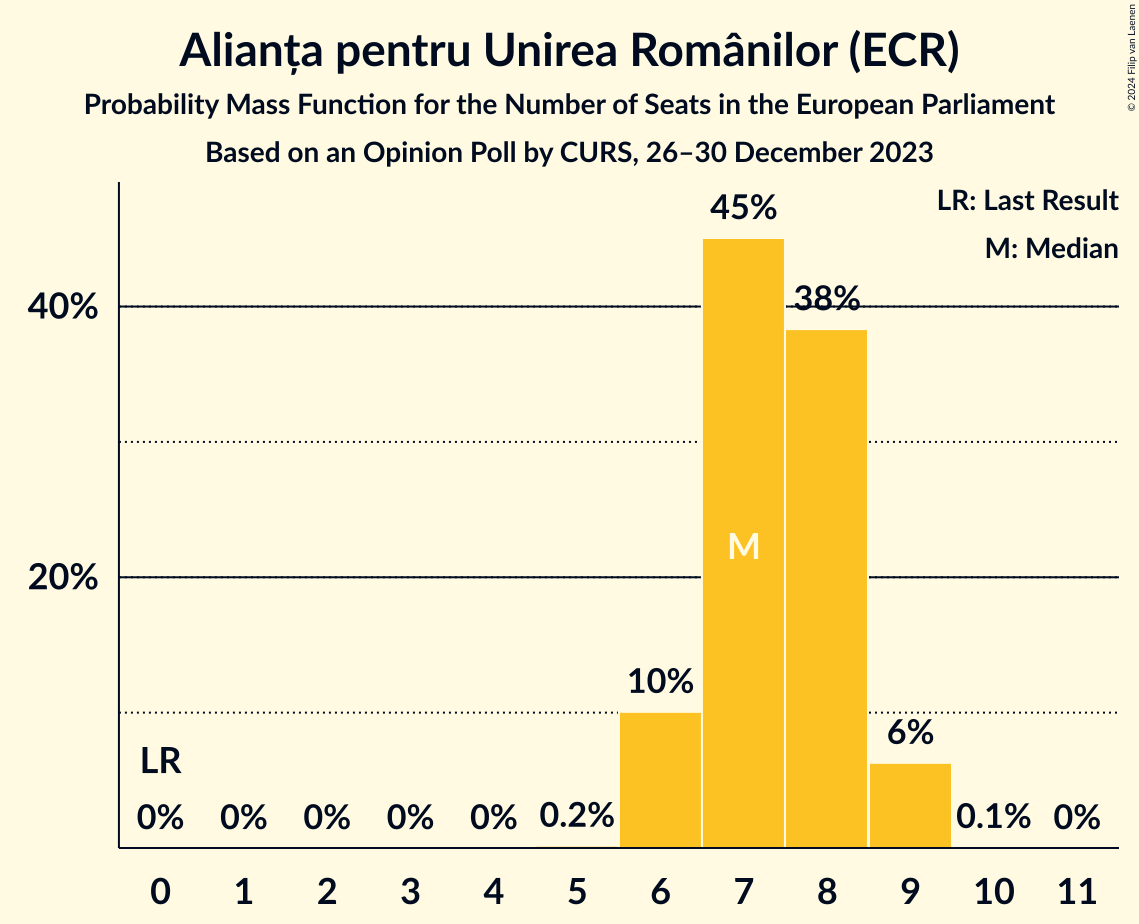 Alianța pentru Unirea Românilor (ECR)
Probability Mass Function for the Number of Seats in the European Parliament
Based on an Opinion Poll by CURS, 26–30 December 2023
© 2024 Filip van Laenen
LR: Last Result
M: Median
45%
40%
38%
20%
M
10%
6%
LR
0%
0%
0%
0%
0%
0.2%
0.1%
0%
0 1 2 3 4 5 6 7 8 9 10 11